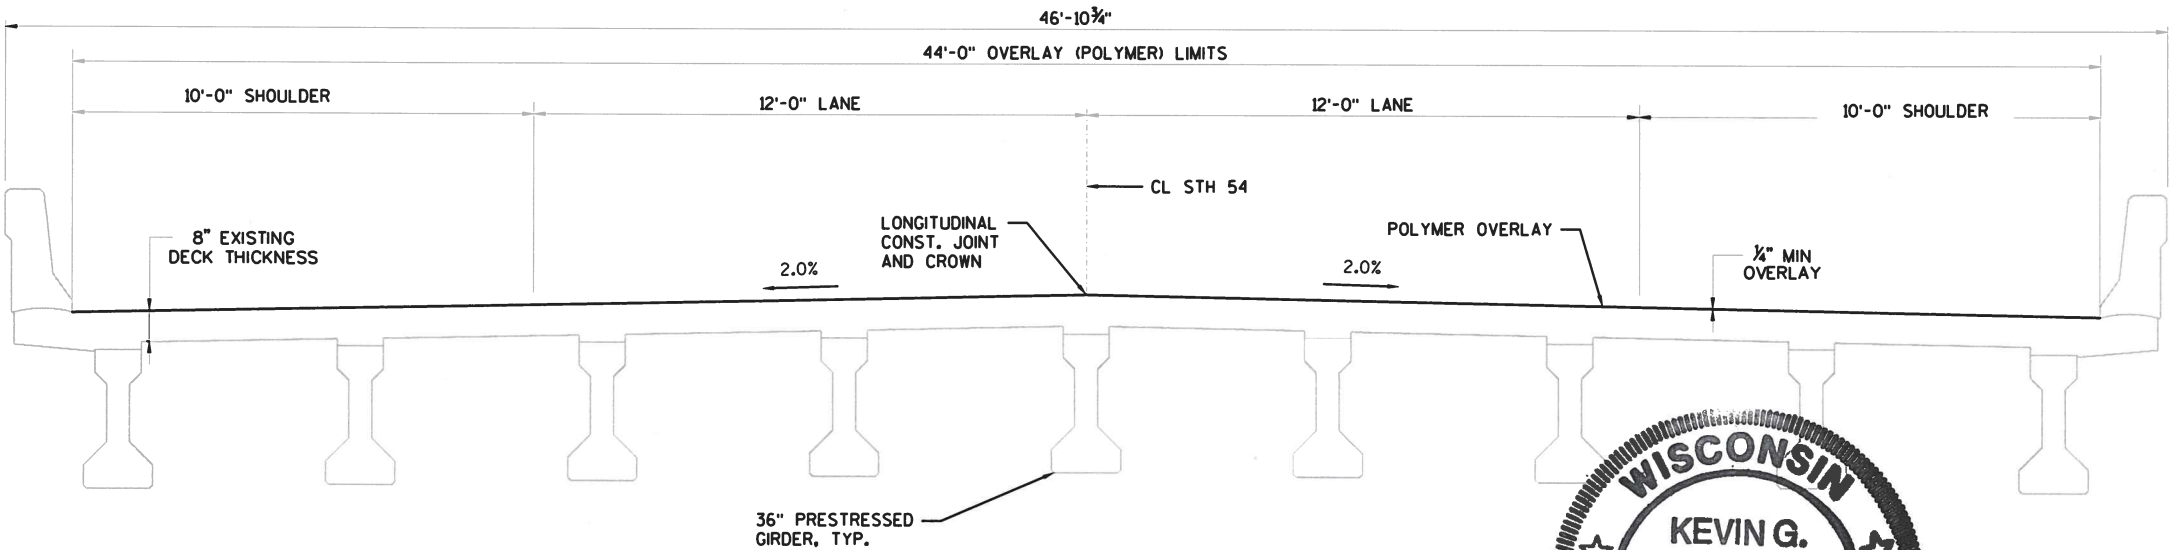 46'-10¾"
44'-0" OVERLAY (POLYMER) LIMITS
10'-0" SHOULDER
12'-0" LANE
12'-0" LANE
10'-0" SHOULDER
CL STH 54
LONGITUDINAL
CONST. JOINT
AND CROWN
POLYMER OVERLAY
8" EXISTING
DECK THICKNESS
¼" MIN
OVERLAY
2.0%
2.0%
36" PRESTRESSED
GIRDER, TYP.
WISCONSIN
KEVIN G.